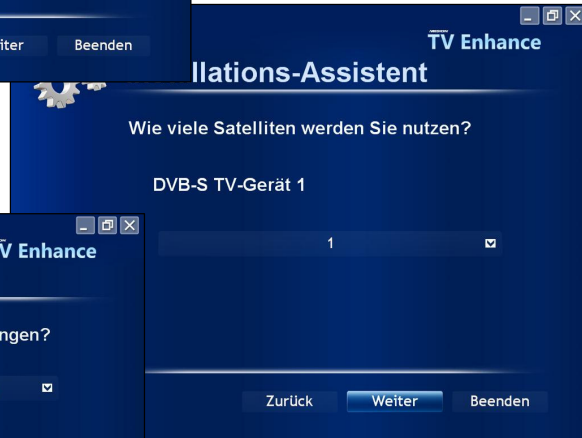 iter Beenden
TV Enhance
llations-Assistent
Wie viele Satelliten werden Sie nutzen?
DVB-S TV-Gerät 1
1
Zurück Weiter Beenden
V Enhance
ngen?